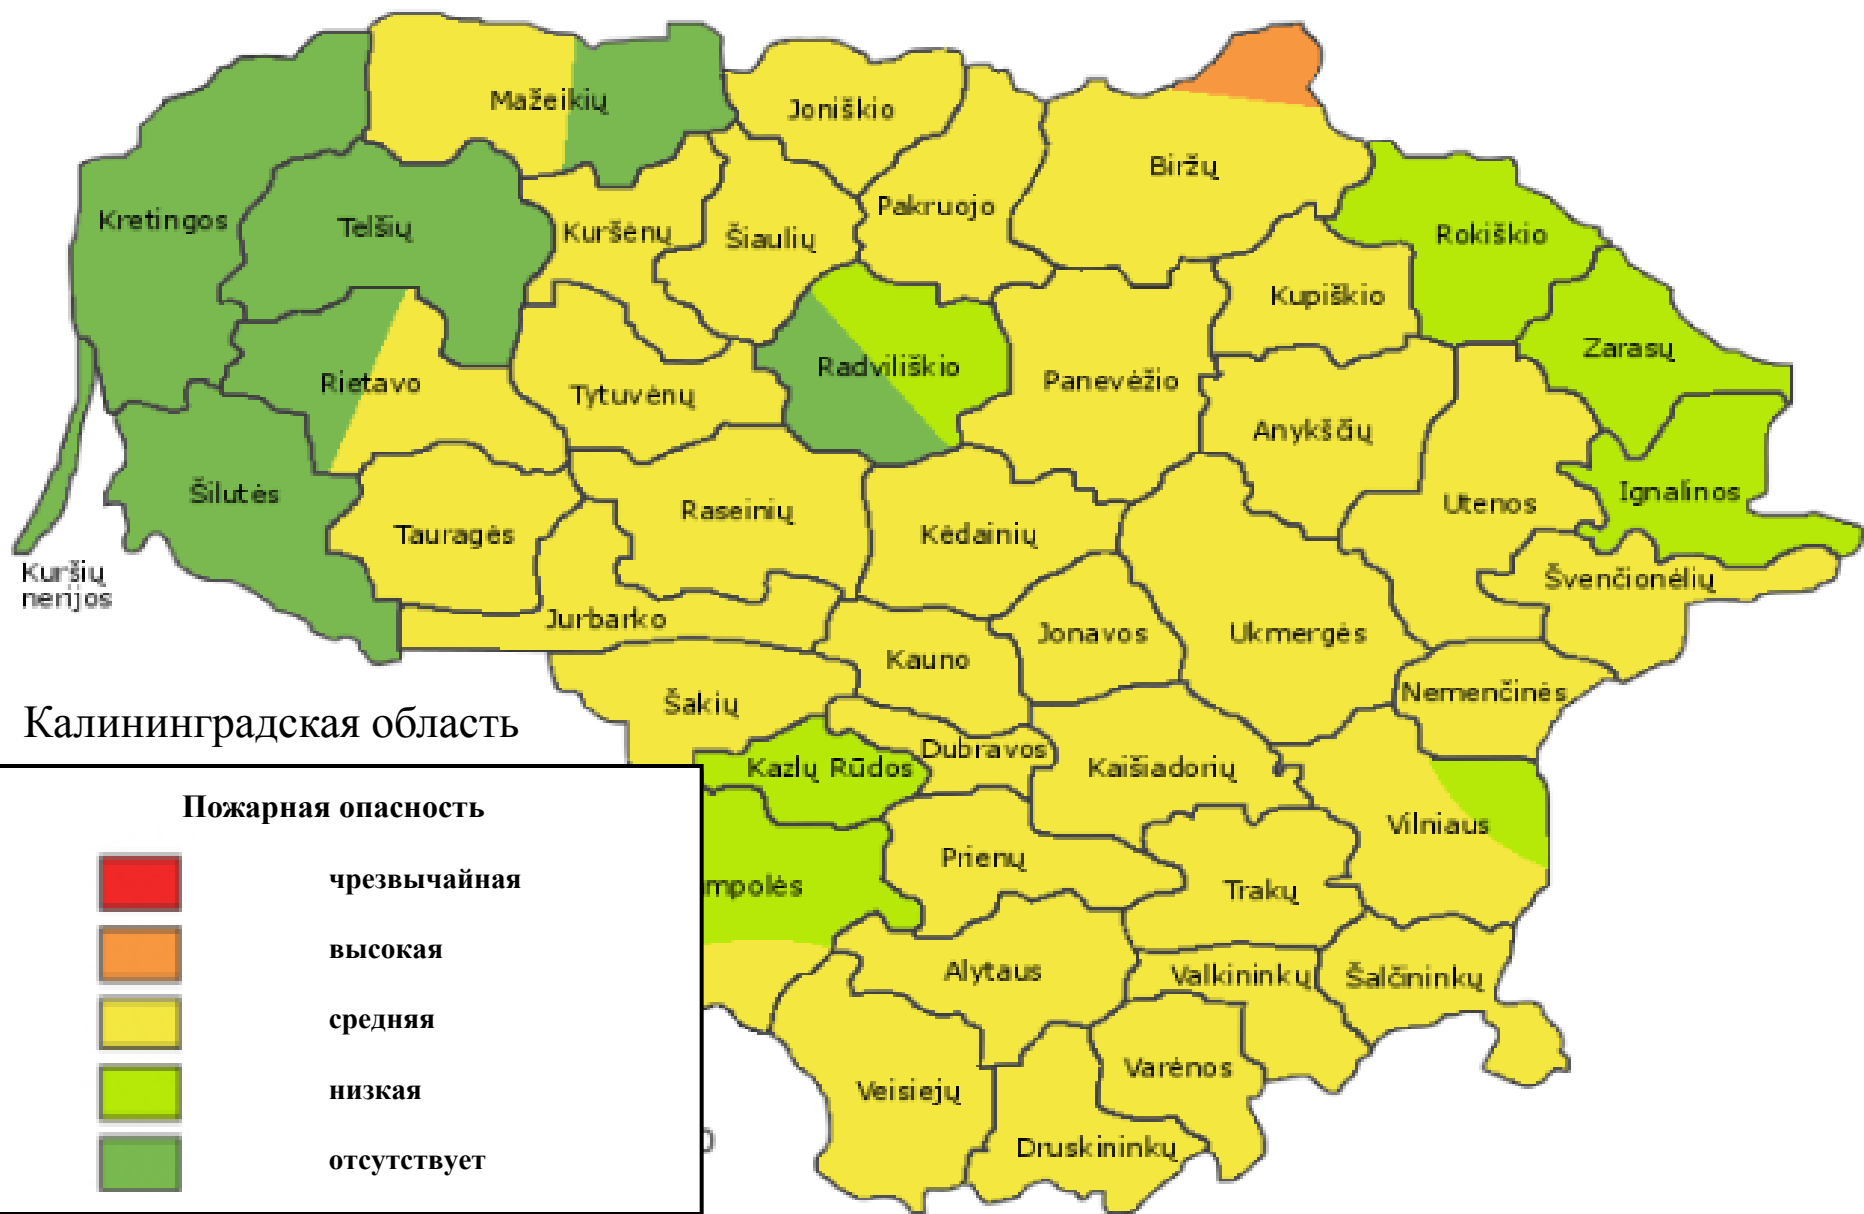 Mažeikių
Joniškio
Biržų
Kretingos
Telšių
Kuršėnų
Šiaulių
Pakruojo
Rokiškio
Kupiškio
Zarasų
Rietavo
Tytuvėnų
Radviliškio
Panevėžio
Anykščių
Šilutės
Tauragės
Raseinių
Kėdainių
Utenos
Ignalinos
Kuršių
nerijos
Švenčionėlių
Jurbarko
Kauno
Jonavos
Ukmergės
Nemenčinės
Šakių
Калининградская область
Dubravos
Kazlų Rūdos
Kaišiadorių
Vilniaus
Prienų
mpolės
Trakų
Alytaus
Valkininkų
Šalčininkų
Varėnos
Veisiejų
Druskininkų
Пожарная опасность
чрезвычайная
высокая
средняя
низкая
отсутствует